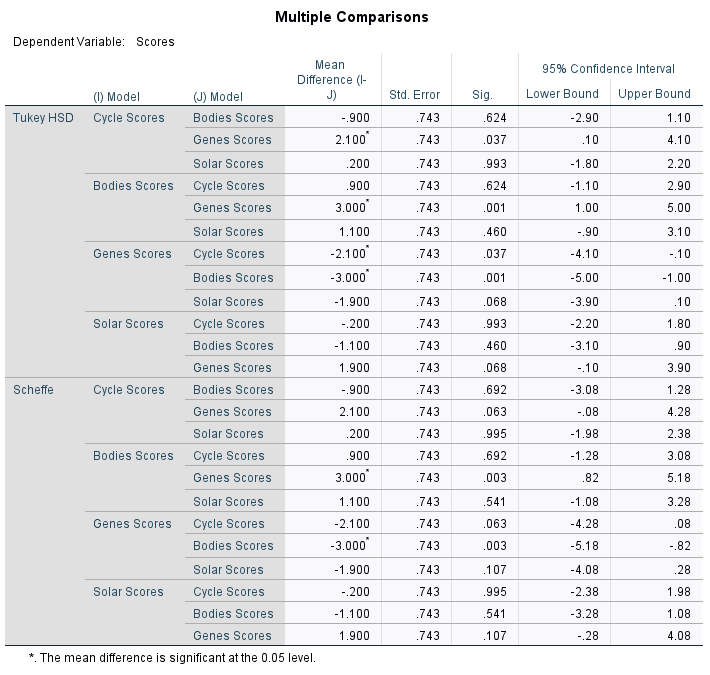 Multiple Comparisons
Dependent Variable: Scores
(I) Model (J) Model Mean Difference (I-J) Std. Error Sig. 95% Confidence Interval
Lower Bound Upper Bound
Tukey HSD Cycle Scores Bodies Scores -.900 .743 .624 -2.90 1.10
Genes Scores 2.100* .743 .037 .10 4.10
Solar Scores .200 .743 .993 -1.80 2.20
Bodies Scores Cycle Scores .900 .743 .624 -1.10 2.90
Genes Scores 3.000* .743 .001 1.00 5.00
Solar Scores 1.100 .743 .460 -.90 3.10
Genes Scores Cycle Scores -2.100* .743 .037 -4.10 -.10
Bodies Scores -3.000* .743 .001 -5.00 -1.00
Solar Scores -1.900 .743 .068 -3.90 .10
Solar Scores Cycle Scores -.200 .743 .993 -2.20 1.80
Bodies Scores -1.100 .743 .460 -3.10 .90
Genes Scores 1.900 .743 .068 -.10 3.90
Scheffe Cycle Scores Bodies Scores -.900 .743 .692 -3.08 1.28
Genes Scores 2.100 .743 .063 -.08 4.28
Solar Scores .200 .743 .995 -1.98 2.38
Bodies Scores Cycle Scores .900 .743 .692 -1.28 3.08
Genes Scores 3.000* .743 .003 .82 5.18
Solar Scores 1.100 .743 .541 -1.08 3.28
Genes Scores Cycle Scores -2.100 .743 .063 -4.28 .08
Bodies Scores -3.000* .743 .003 -5.18 -.82
Solar Scores -1.900 .743 .107 -4.08 .28
Solar Scores Cycle Scores -.200 .743 .995 -2.38 1.98
Bodies Scores -1.100 .743 .541 -3.28 1.08
Genes Scores 1.900 .743 .107 -.28 4.08
*. The mean difference is significant at the 0.05 level.